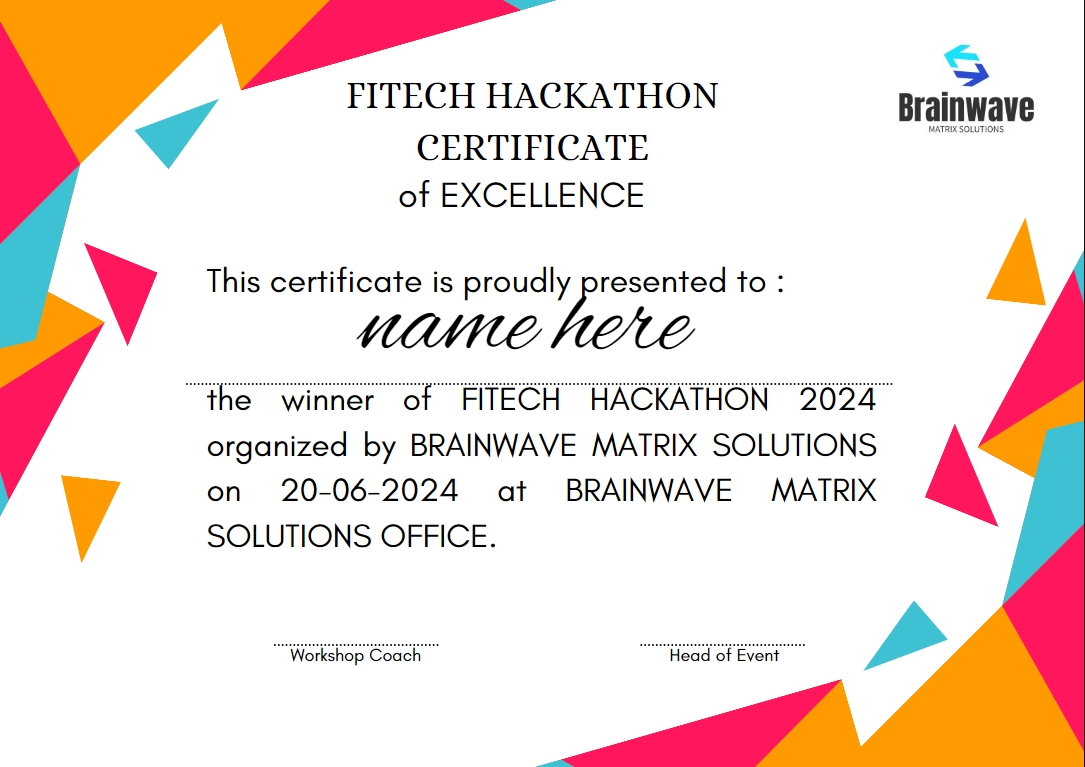 Brainwave
MATRIX SOLUTIONS
FITECH HACKATHON
CERTIFICATE
of EXCELLENCE
This certificate is proudly presented to :
name here
the winner of FITECH HACKATHON 2024
organized by BRAINWAVE MATRIX SOLUTIONS
on 20-06-2024 at BRAINWAVE MATRIX
SOLUTIONS OFFICE.
Workshop Coach
Head of Event